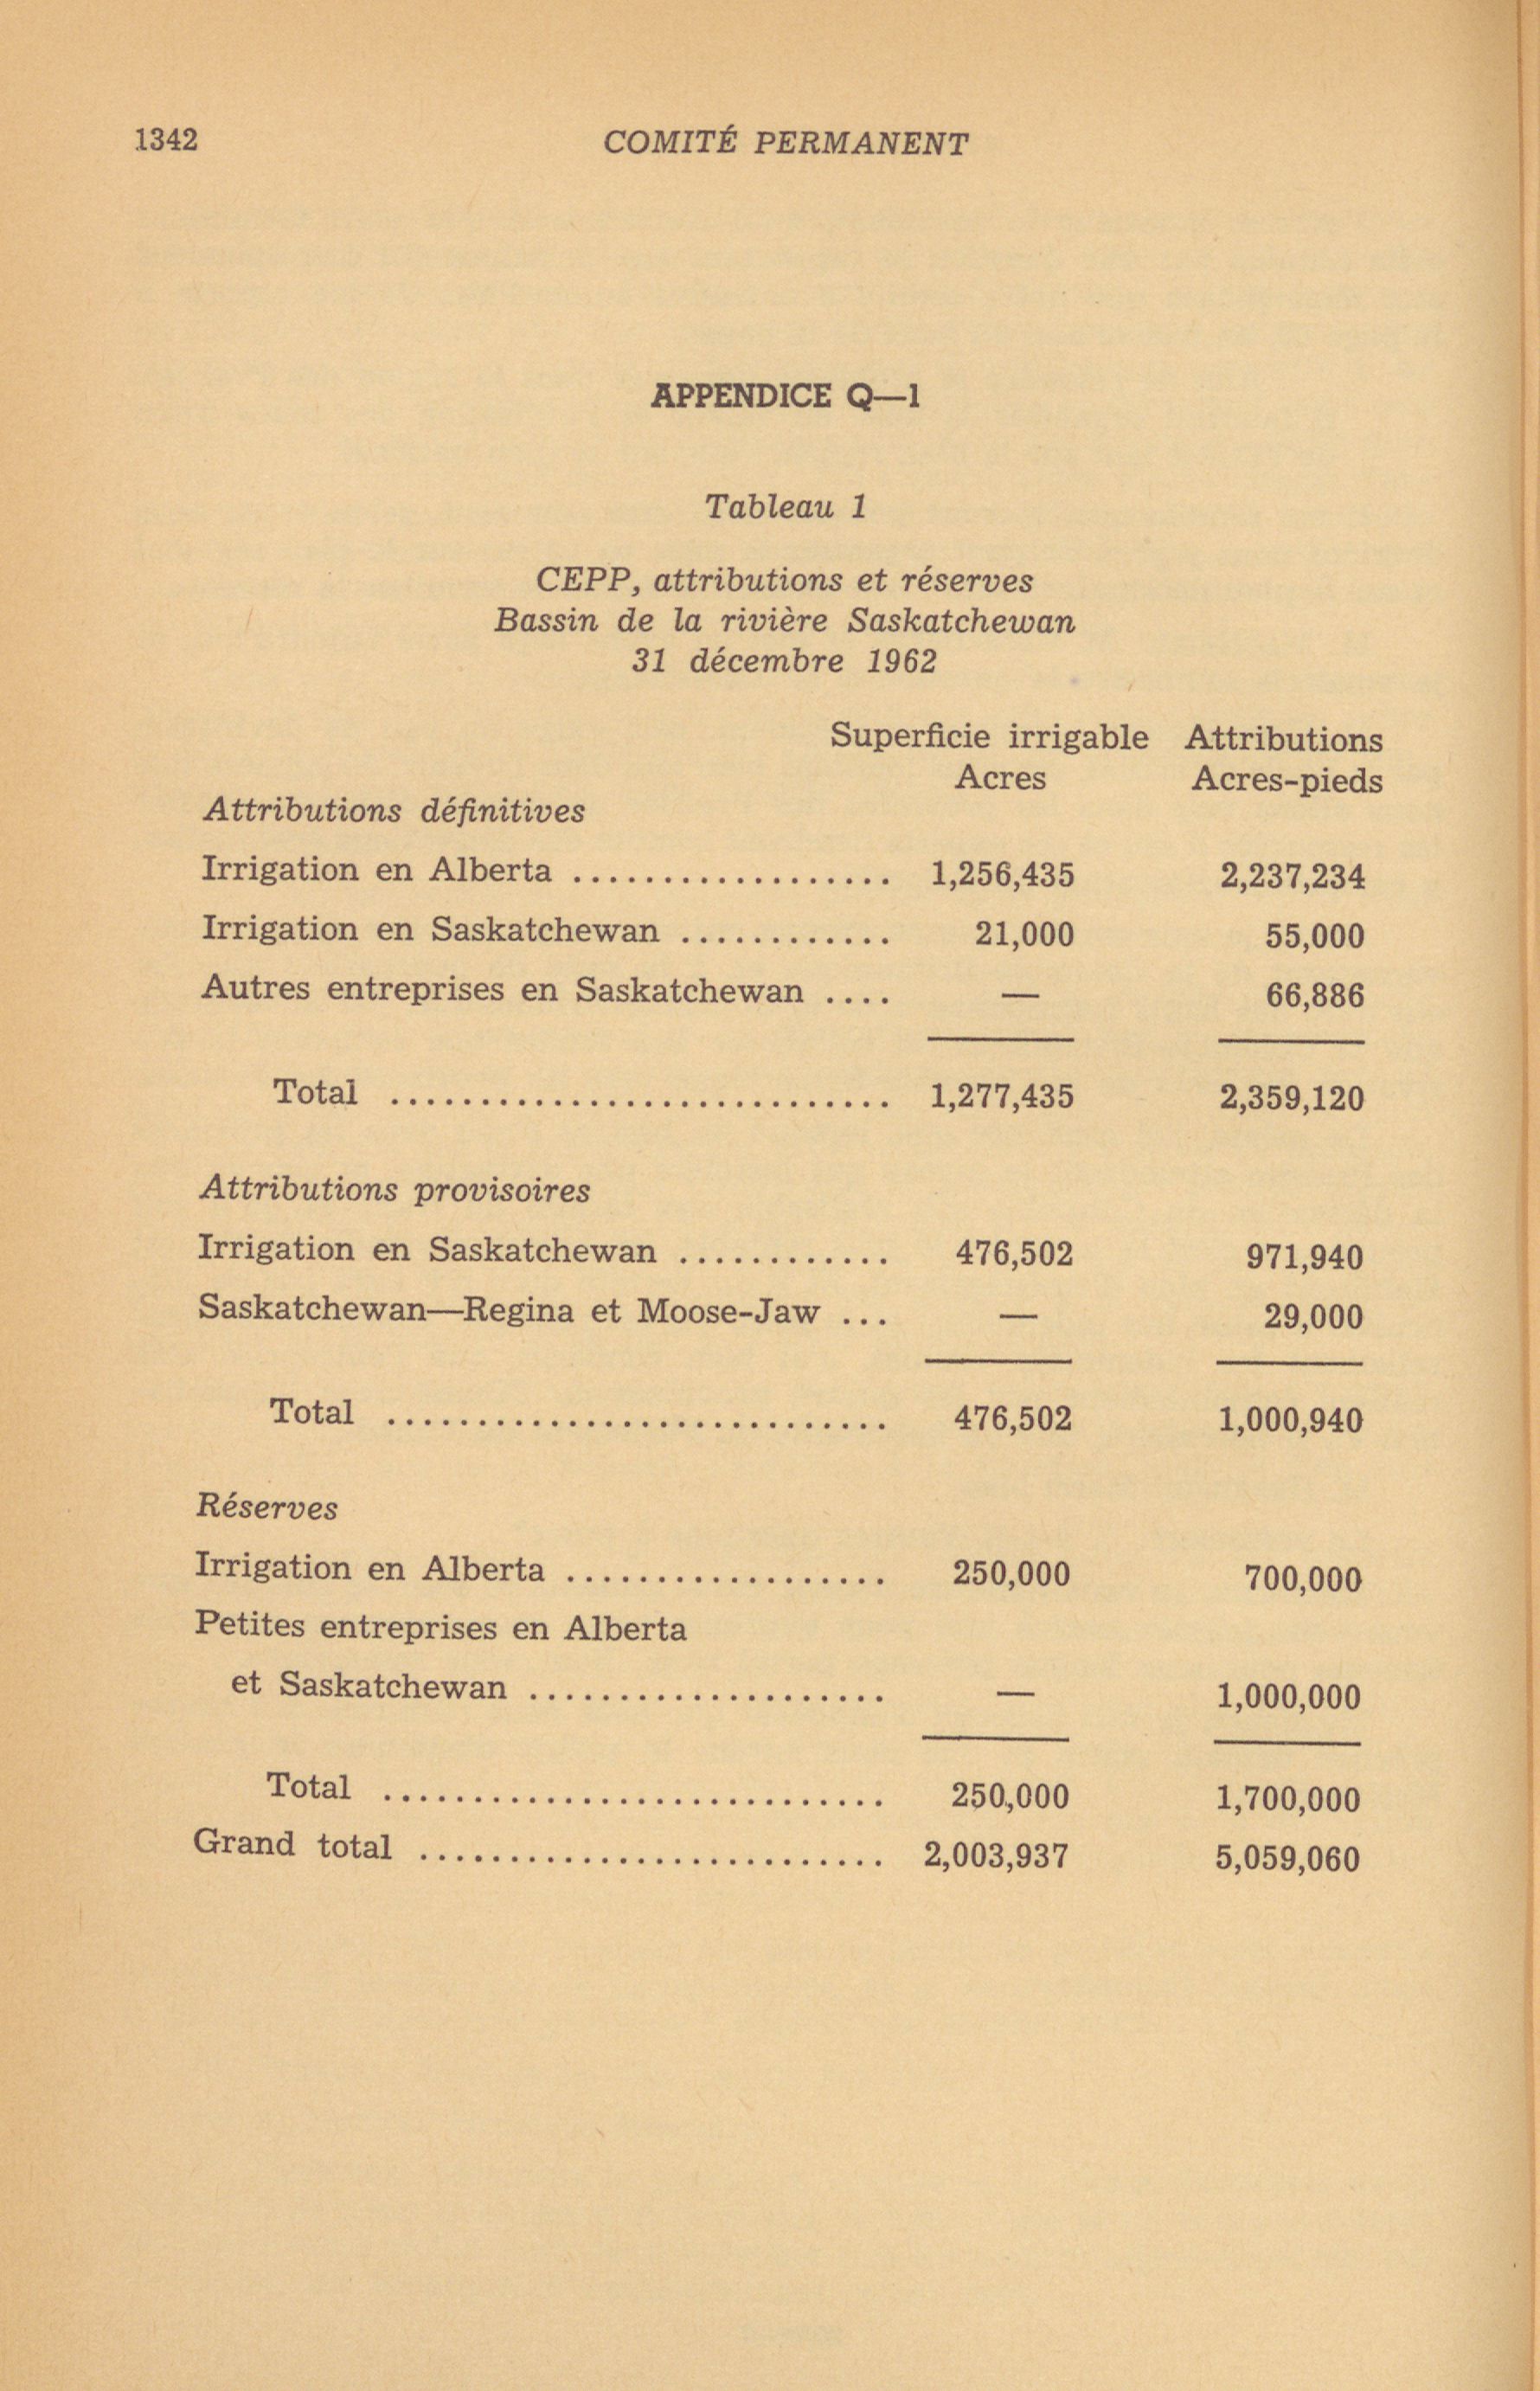 1342
COMITÉ PERMANENT
APPENDICE Q—1
Tableau 1
CEPP, attributions et réserves
Bassin de la rivière Saskatchewan
31 décembre 1962
Superficie irrigable Attributions
Acres Acres-pieds
Attributions définitives
Irrigation en Alberta .................. 1,256,435 2,237,234
Irrigation en Saskatchewan ............ 21,000 55,000
Autres entreprises en Saskatchewan .... — 66,886
Total ............................ 1,277,435 2,359,120
Attributions provisoires
Irrigation en Saskatchewan ............ 476,502 971,940
Saskatchewan—Regina et Moose-Jaw ... — 29,000
Total ............................ 476,502 1,000,940
Réserves
Irrigation en Alberta .................. 250,000 700,000
Petites entreprises en Alberta
et Saskatchewan .................... — 1,000,000
Total ............................ 250,000 1,700,000
Grand total .......................... 2,003,937 5,059,060